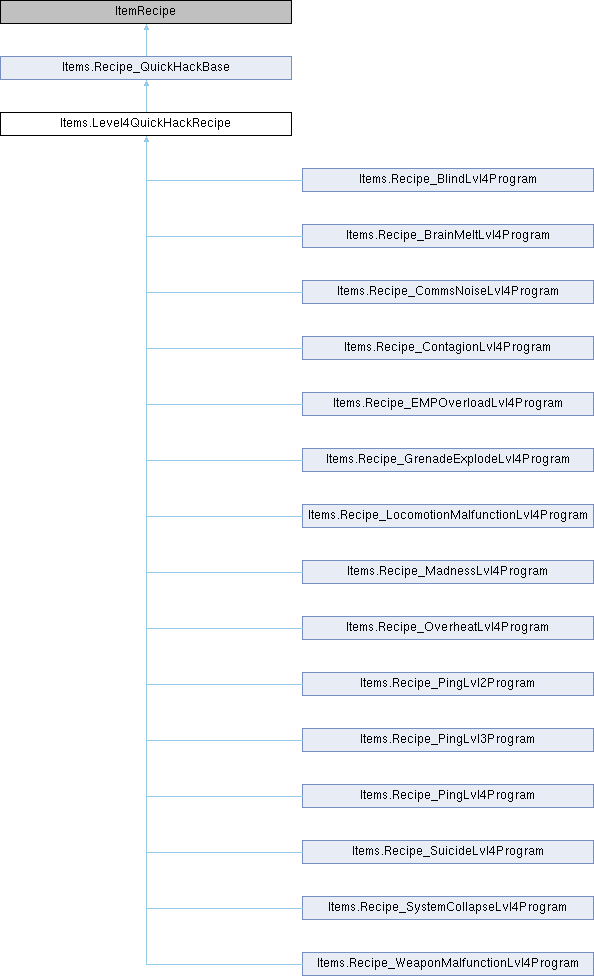 ItemRecipe
Items.Recipe_QuickHackBase
Items.Level4QuickHackRecipe
Items.Recipe_BlindLvl4Program
Items.Recipe_BrainMeltLvl4Program
Items.Recipe_CommsNoiseLvl4Program
Items.Recipe_ContagionLvl4Program
Items.Recipe_EMPOverloadLvl4Program
Items.Recipe_GrenadeExplodeLvl4Program
Items.Recipe_LocomotionMalfunctionLvl4Program
Items.Recipe_MadnessLvl4Program
Items.Recipe_OverheatLvl4Program
Items.Recipe_PingLvl2Program
Items.Recipe_PingLvl3Program
Items.Recipe_PingLvl4Program
Items.Recipe_SuicideLvl4Program
Items.Recipe_SystemCollapseLvl4Program
Items.Recipe_WeaponMalfunctionLvl4Program